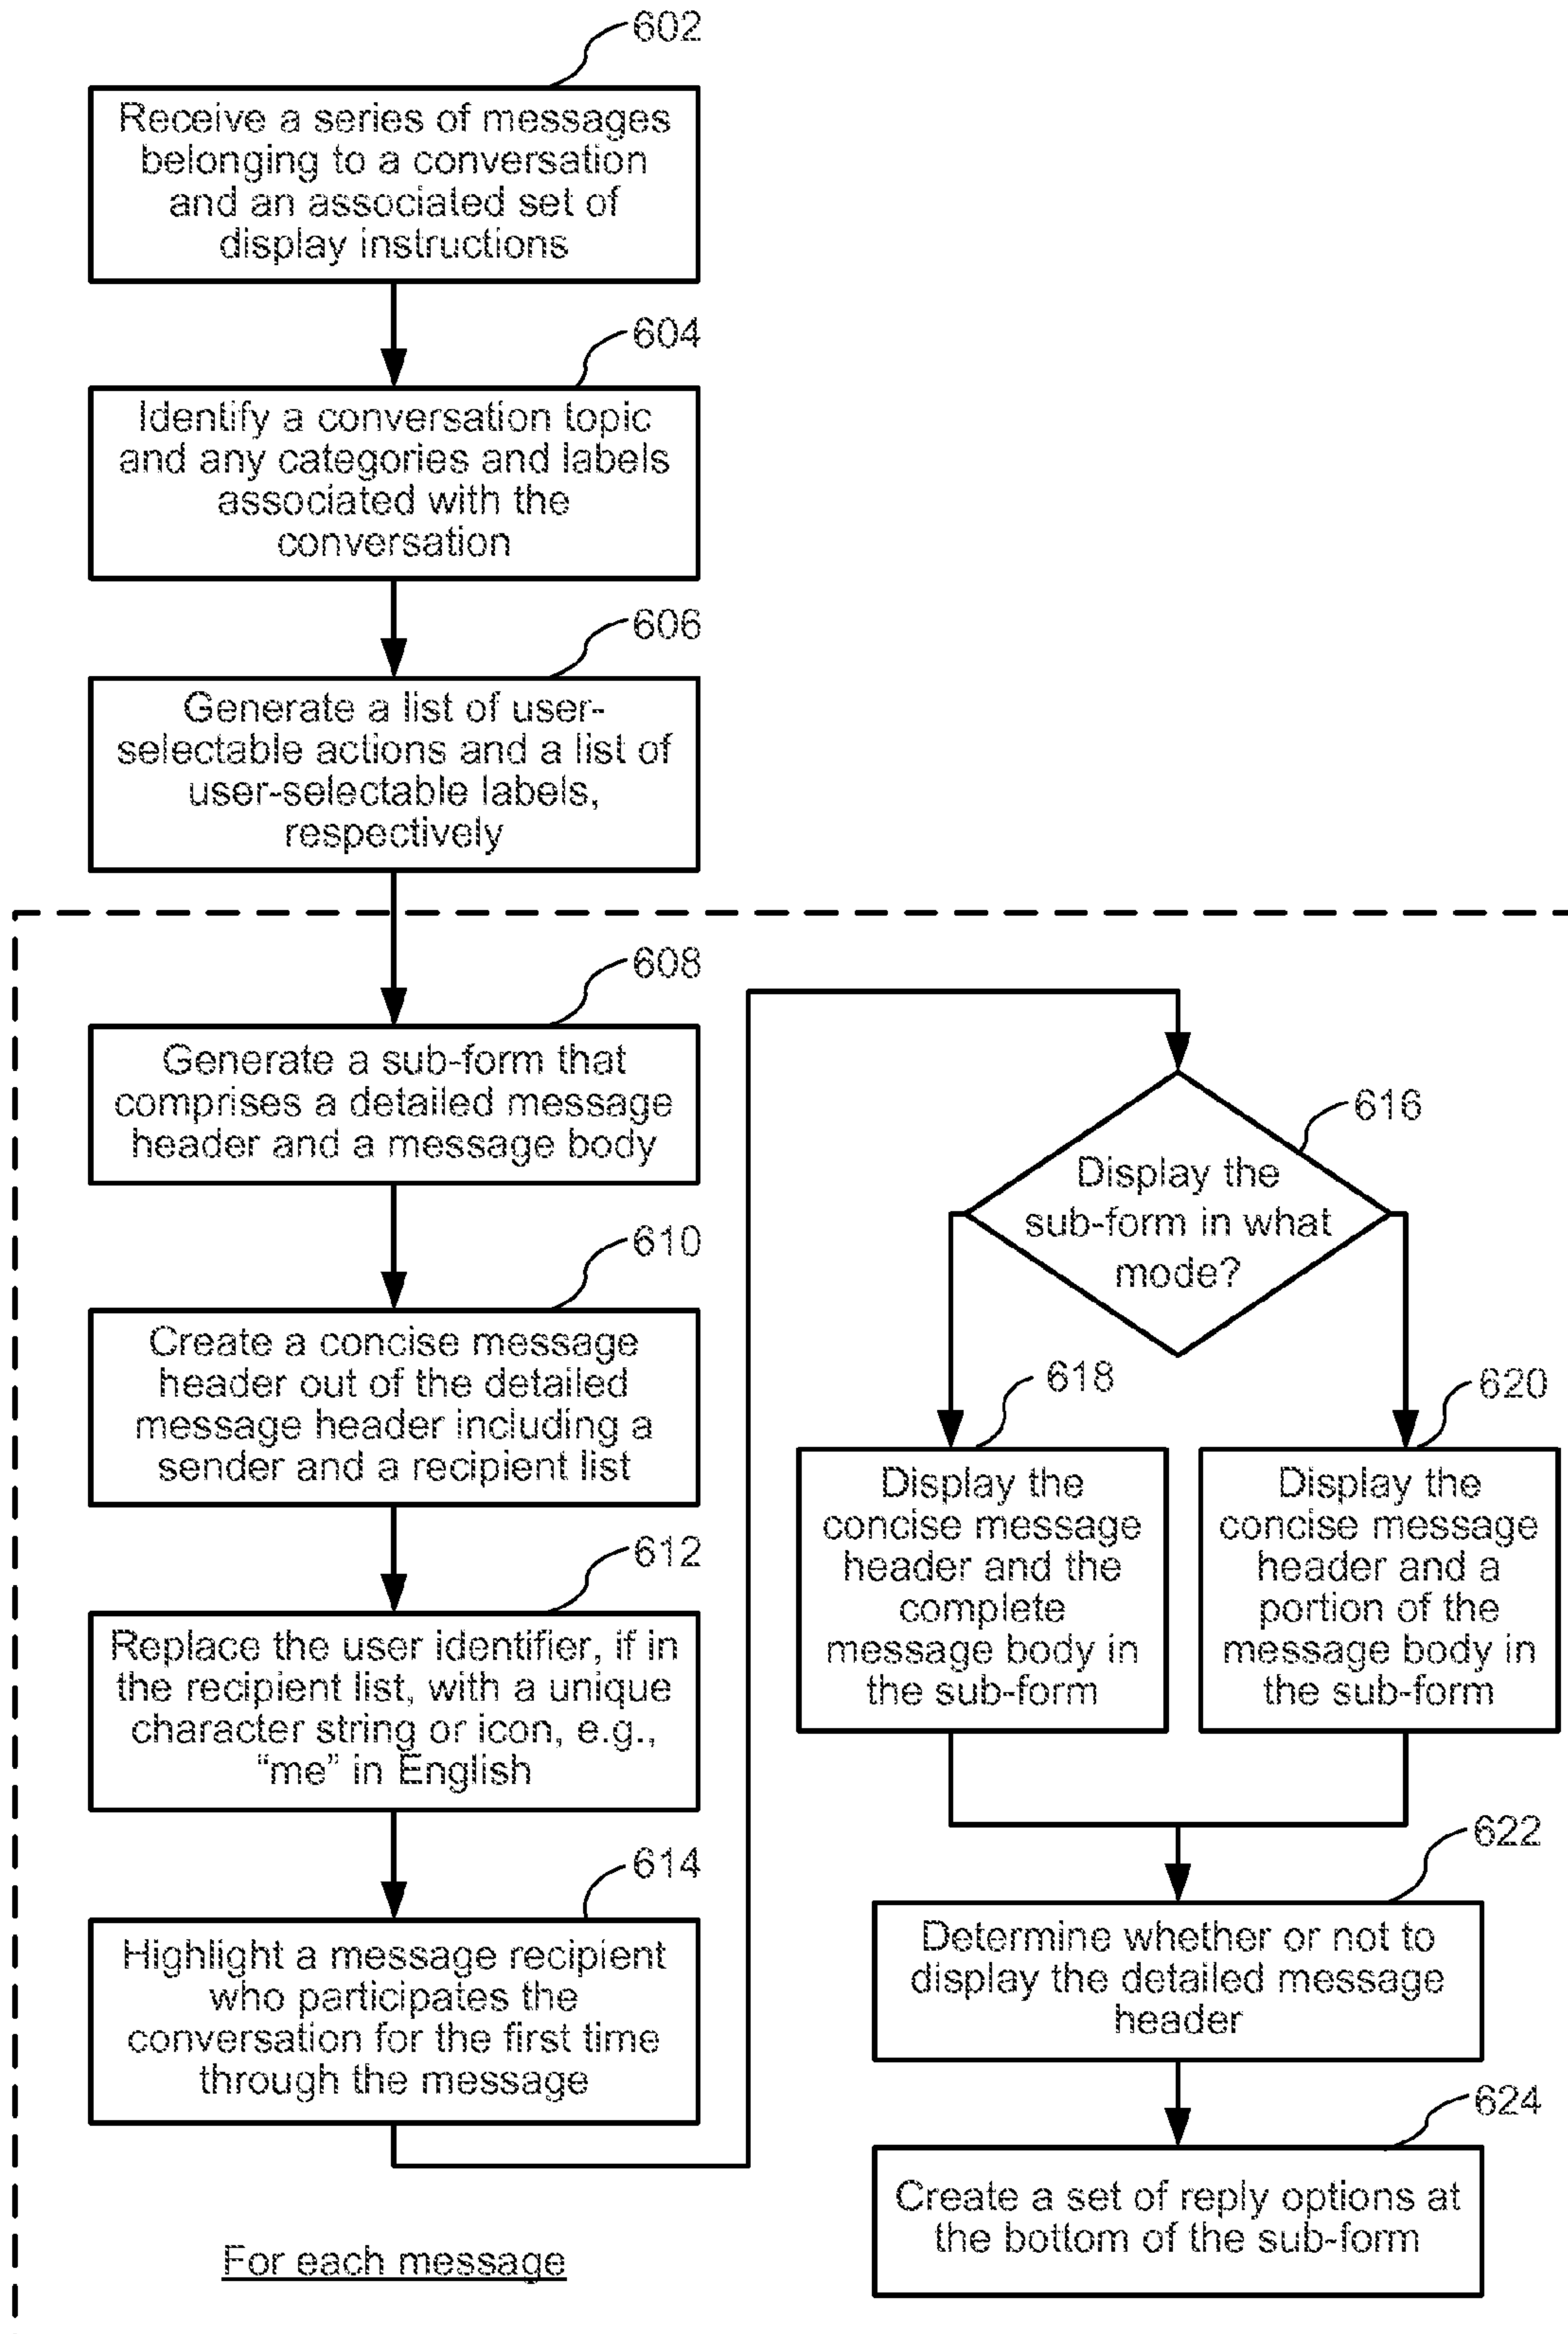 602
Receive a series of messages
belonging to a conversation
and an associated set of
display instructions
604
Identify a conversation topic
and any categories and labels
associated with the
conversation
606
Generate a list of user-
selectable actions and a list of
user-selectable labels,
respectively
608
Generate a sub-form that
comprises a detailed message
header and a message body
610
Create a concise message
header out of the detailed
message header including a
sender and a recipient list
612
Replace the user identifier, if in
the recipient list, with a unique
character string or icon, e.g.,
“me” in English
614
Highlight a message recipient
who participates the
conversation for the first time
through the message
For each message
616
Display the
sub-form in what
mode?
618
Display the
concise message
header and the
complete
message body in
the sub-form
620
Display the
concise message
header and a
portion of the
message body in
the sub-form
622
Determine whether or not to
display the detailed message
header
624
Create a set of reply options at
the bottom of the sub-form